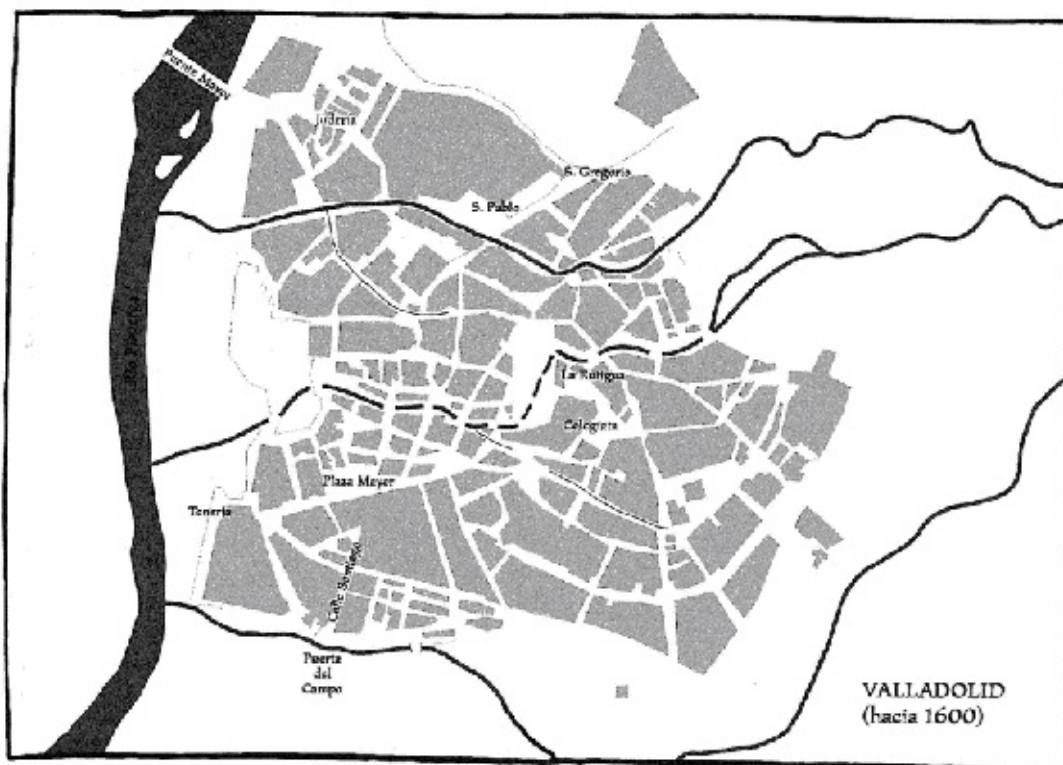 Puente Mayor
Judería
S. Gregorio
S. Pablo
Río Pisuerga
La Antigua
Colegiata
Plaza Mayor
Tenería
Calle Santiago
Puerta
del
Campo
VALLADOLID
(hacia 1600)